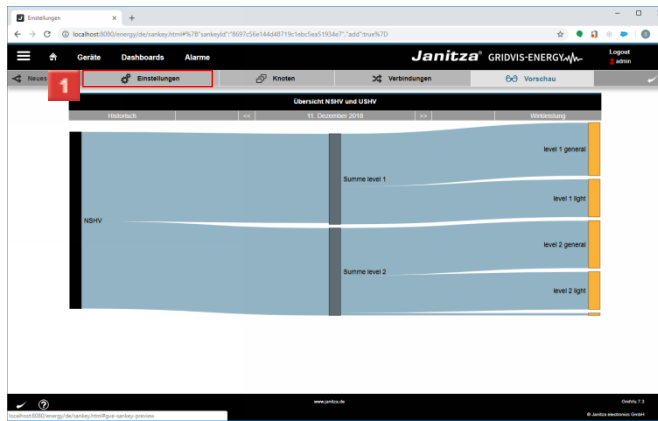 Einstellungen
localhost:8080/energy/de/sankey.html#%7B"sankeyId":"8697c56e144d48719c1ebc5ea51934e7","add":true%7D
Geräte Dashboards Alarme
Janitza® GRIDVIS-ENERGY
Logout
admin
Neues
1
Einstellungen
Knoten
Verbindungen
Vorschau
Übersicht NSHV und USHV
Historisch << 11. Dezember 2018 >> Wirkleistung
level 1 general
Summe level 1
level 1 light
NSHV
level 2 general
Summe level 2
level 2 light
www.janitza.de
GridVis 7.3
© Janitza electronics GmbH
localhost:8080/energy/de/sankey.html#gve-sankey-preview